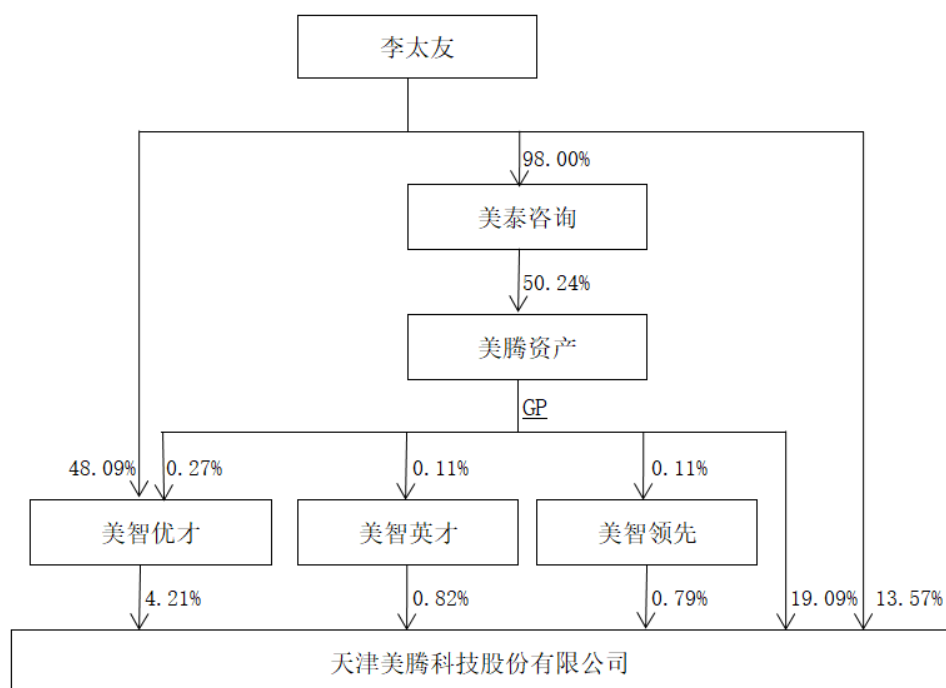 李太友
98.00%
美泰咨询
50.24%
美腾资产
GP
48.09%
0.27%
0.11%
0.11%
美智优才
美智英才
美智领先
4.21%
0.82%
0.79%
19.09%
13.57%
天津美腾科技股份有限公司